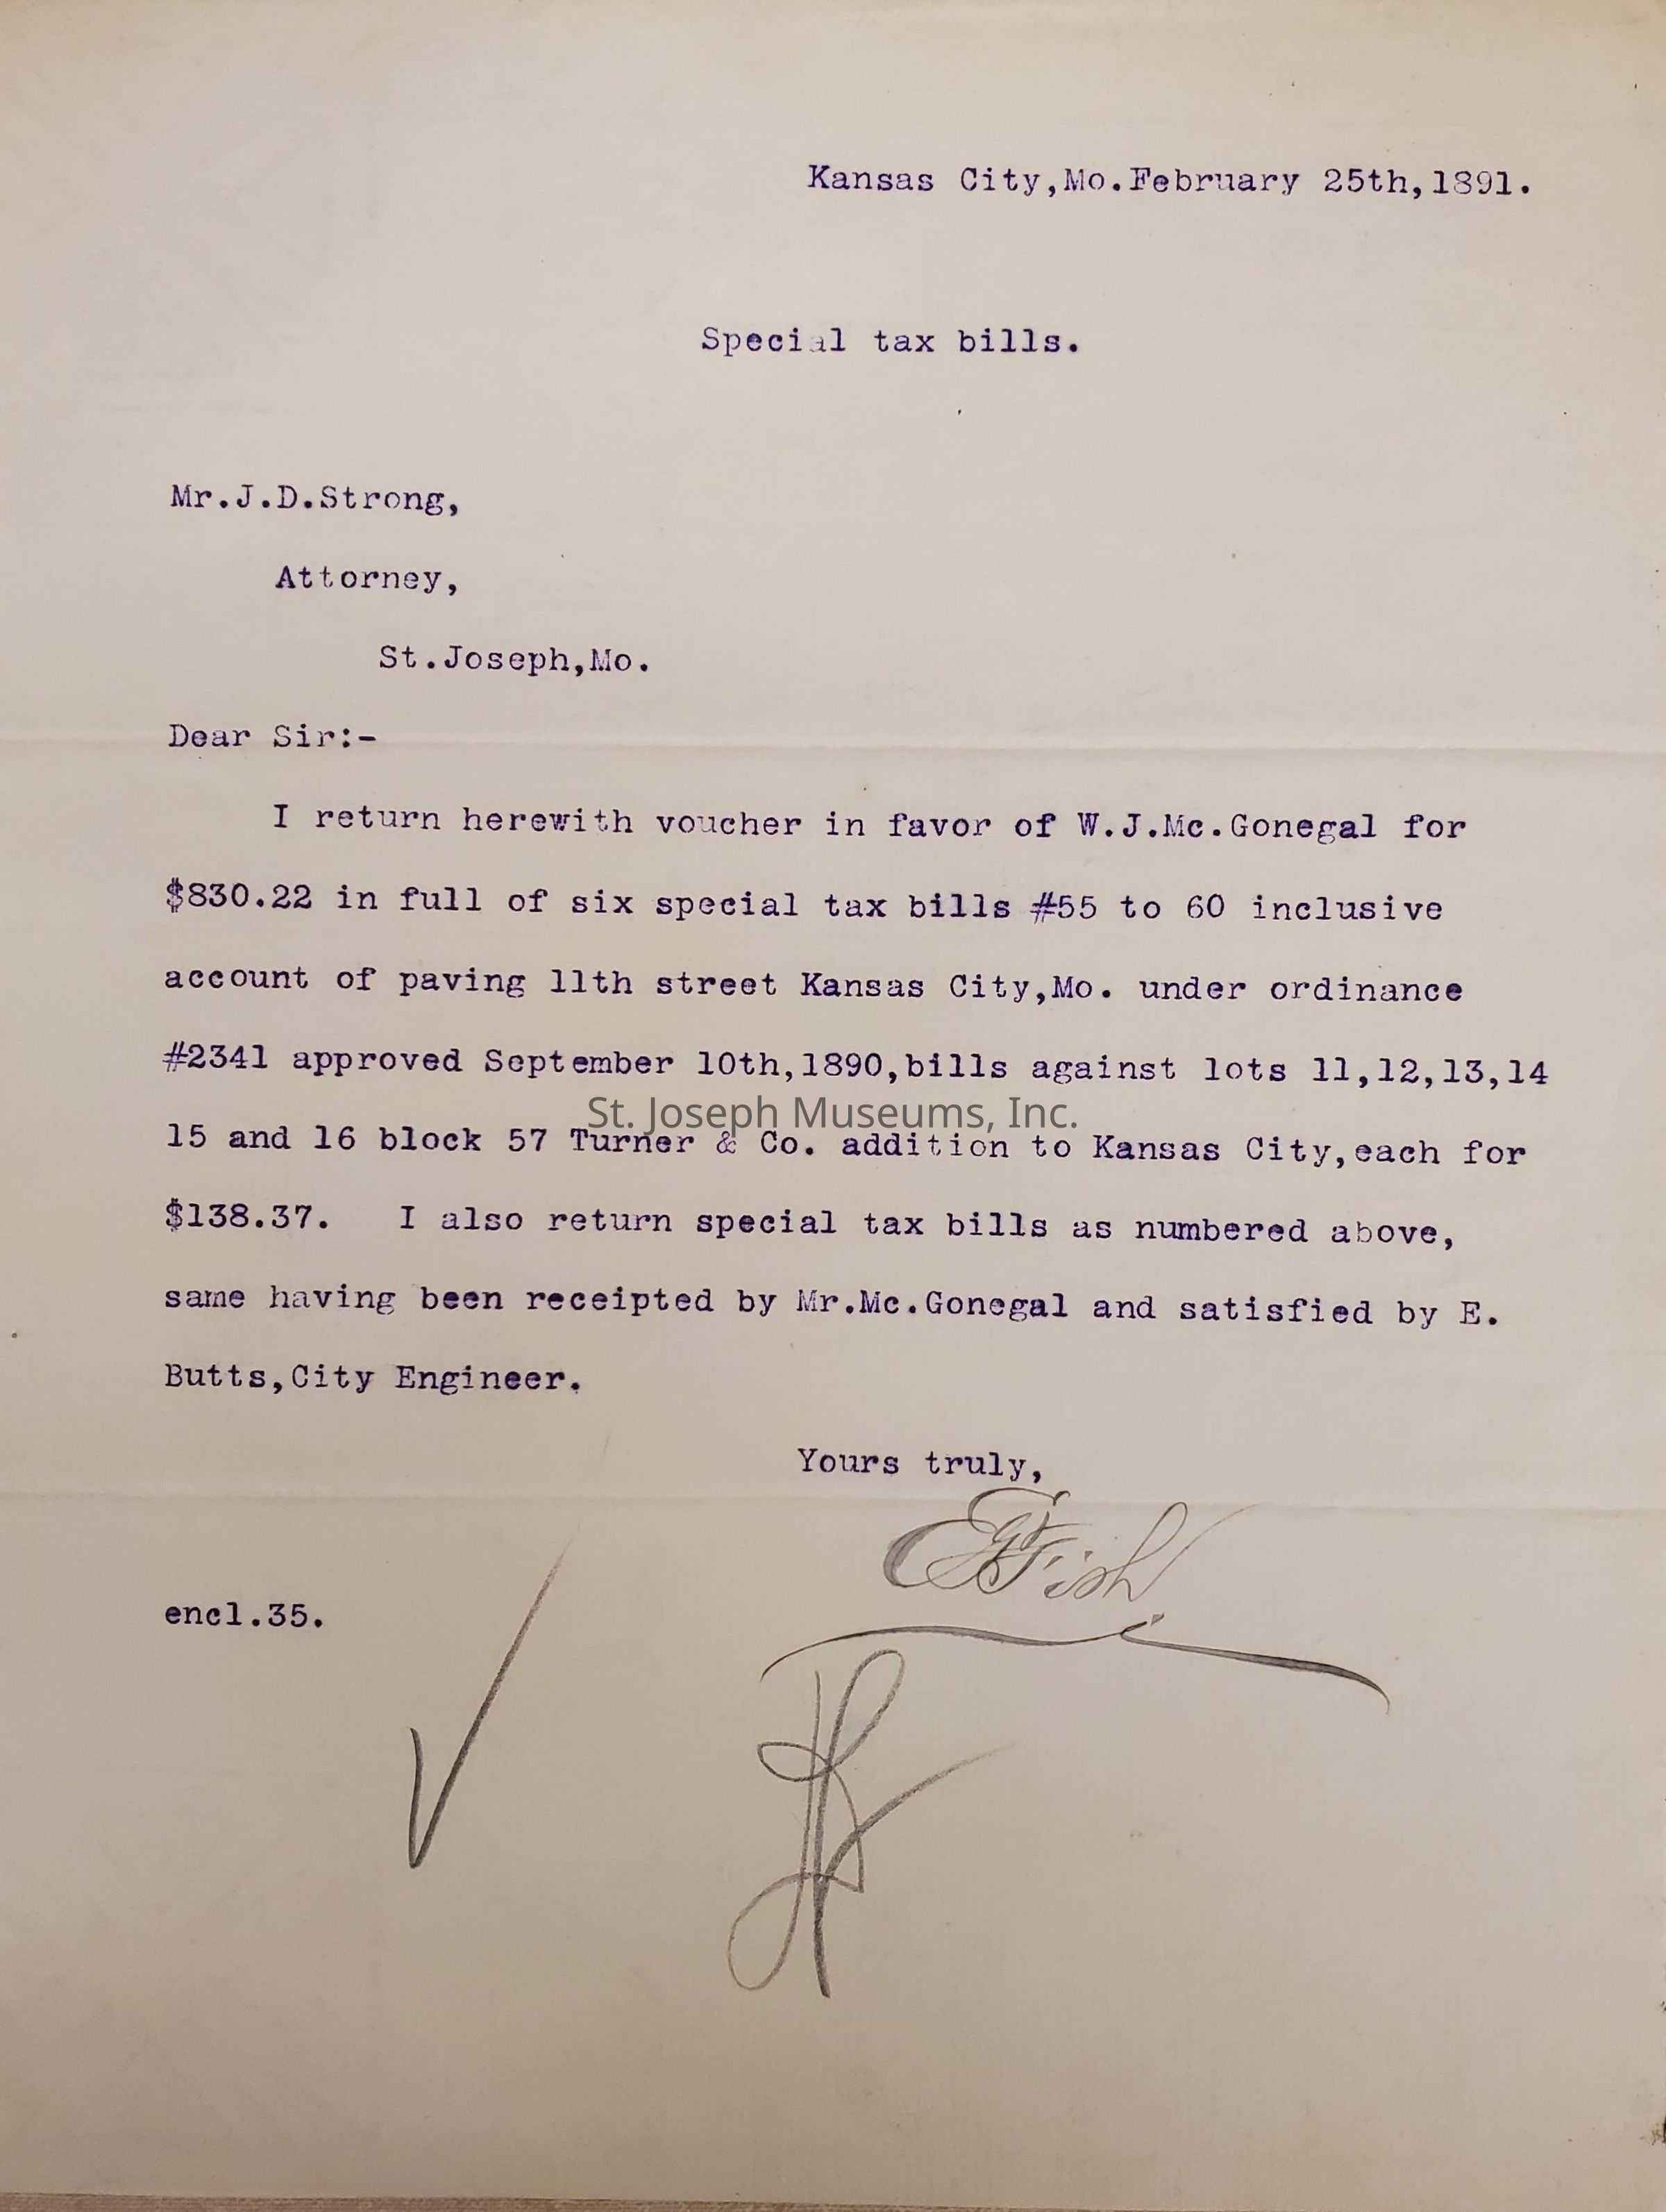 Kansas City,Mo.February 25th,1891.
Special tax bills.
Mr.J.D.Strong,
Attorney,
St.Joseph,Mo.
Dear Sir:-
I return herewith voucher in favor of W.J.Mc.Gonegal for
$830.22 in full of six special tax bills #55 to 60 inclusive
account of paving 11th street Kansas City,Mo. under ordinance
#2341 approved September 10th,1890,bills against lots 11,12,13,14
St. Joseph Museums, Inc.
15 and 16 block 57 Turner & Co. addition to Kansas City,each for
$138.37. I also return special tax bills as numbered above,
same having been receipted by Mr.Mc.Gonegal and satisfied by E.
Butts,City Engineer.
Yours truly,
Fish
encl.35.